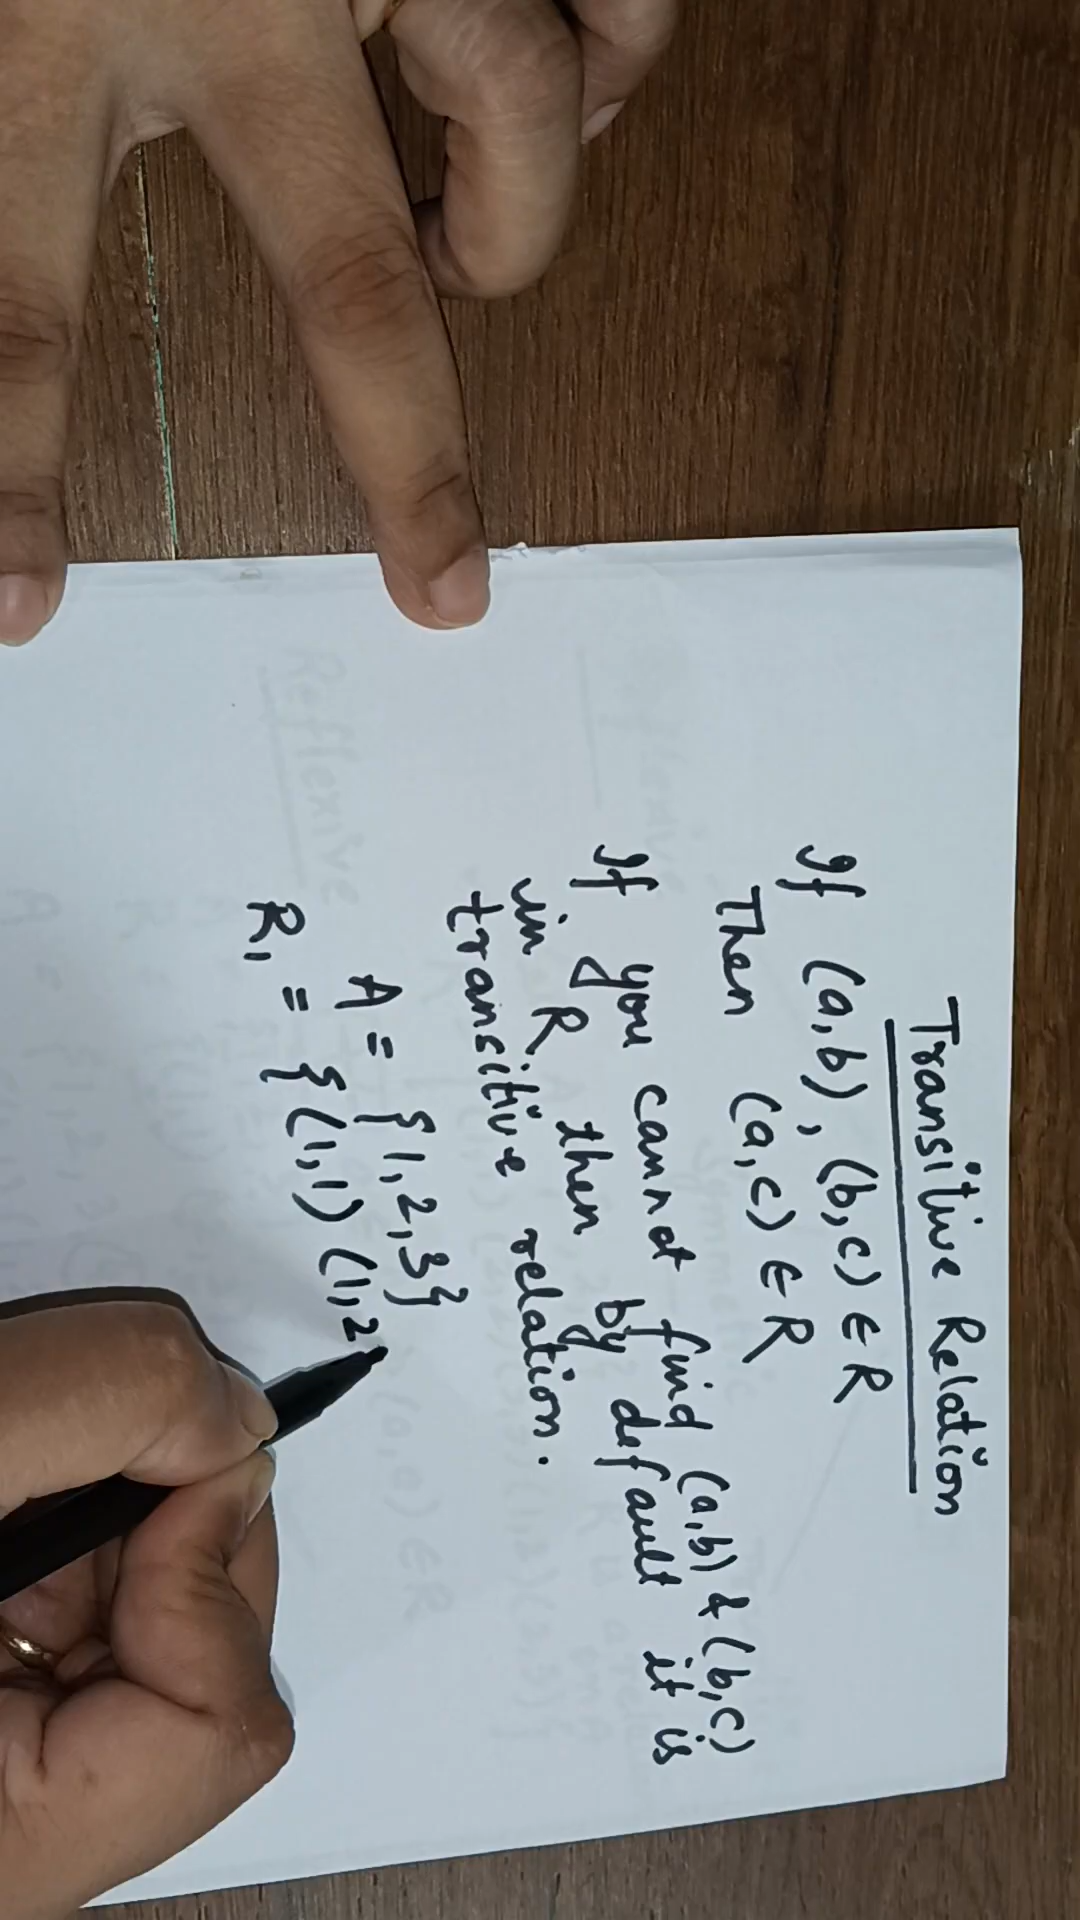 Transitive Relation
If (a,b), (b,c) ∈ R
Then (a,c) ∈ R
If you cannot find (a,b) & (b,c)
in R then by default it is
transitive relation.
A = {1,2,3}
R₁ = {(1,1) (1,2
Reflexive